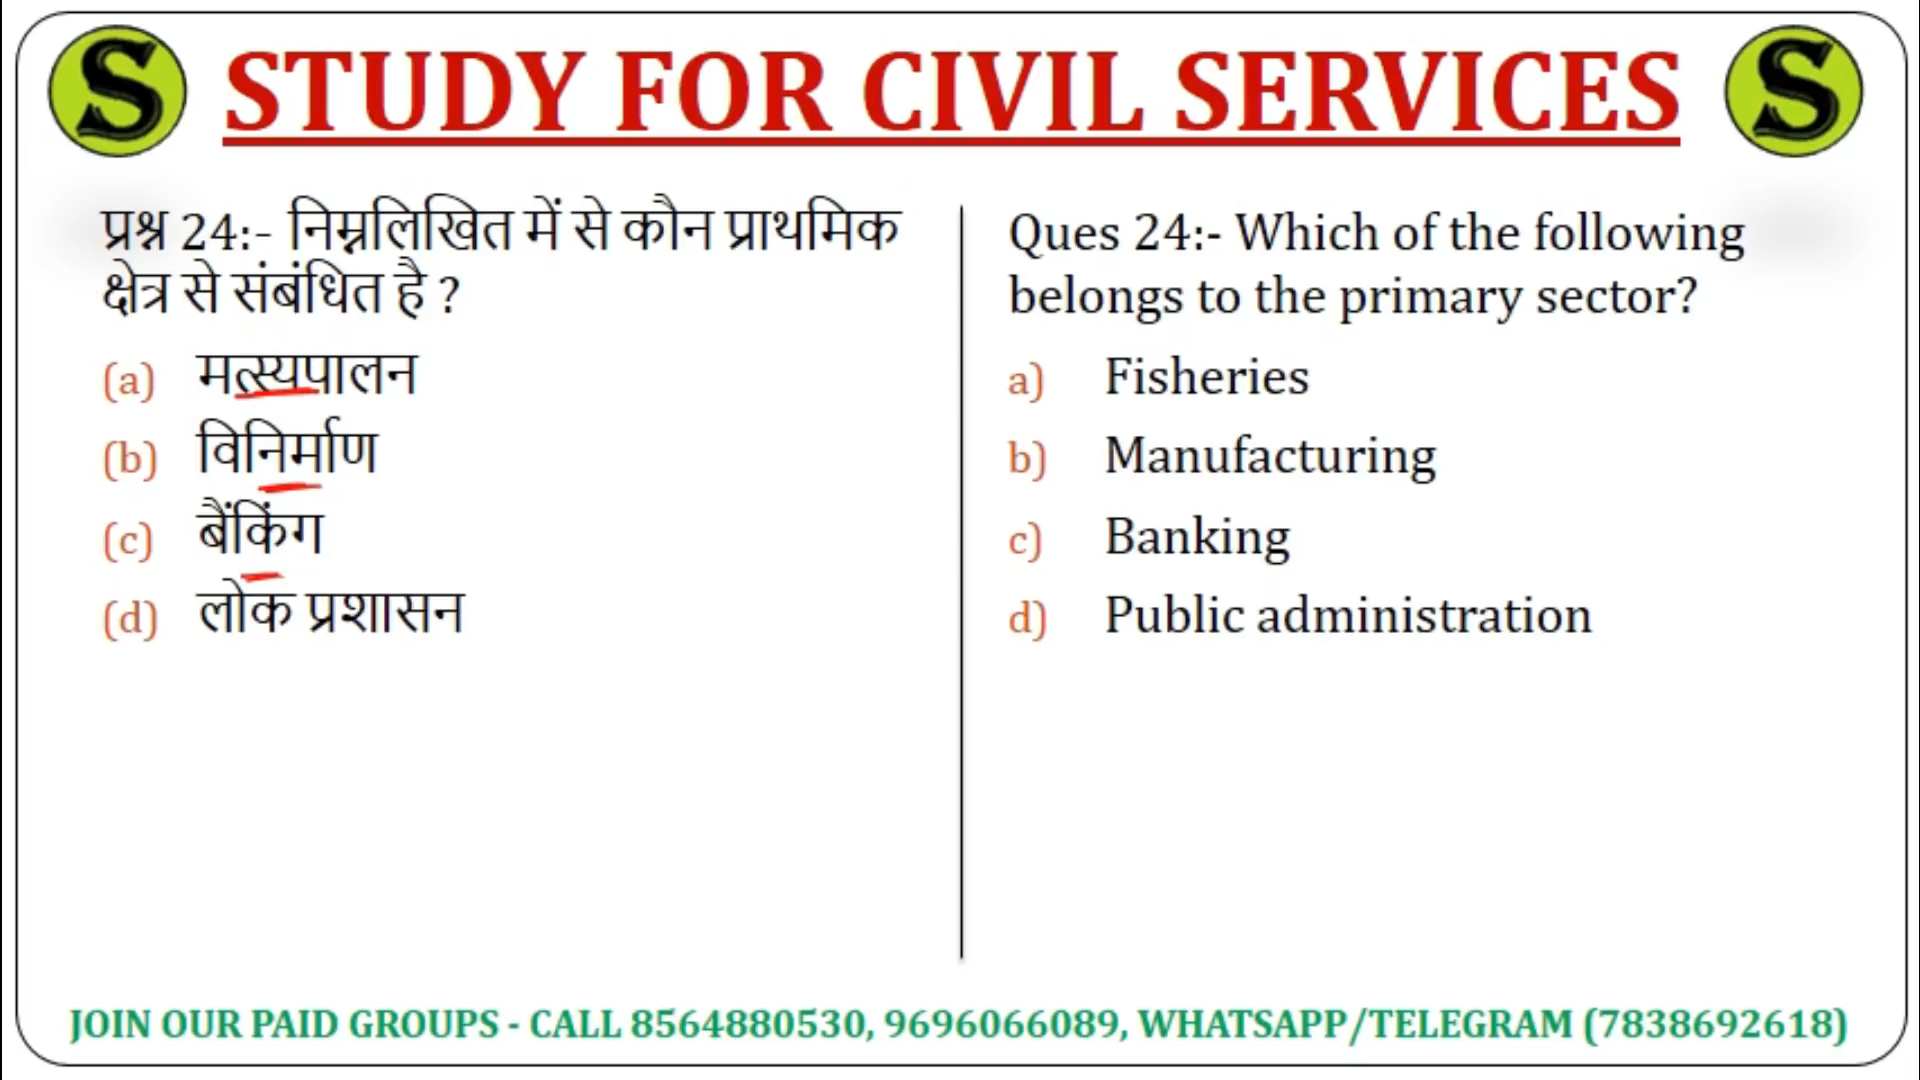 S STUDY FOR CIVIL SERVICES S
प्रश्न 24:- निम्नलिखित में से कौन प्राथमिक
क्षेत्र से संबंधित है ?
(a) मत्स्यपालन
(b) विनिर्माण
(c) बैंकिंग
(d) लोक प्रशासन
Ques 24:- Which of the following
belongs to the primary sector?
a) Fisheries
b) Manufacturing
c) Banking
d) Public administration
JOIN OUR PAID GROUPS - CALL 8564880530, 9696066089, WHATSAPP/TELEGRAM (7838692618)